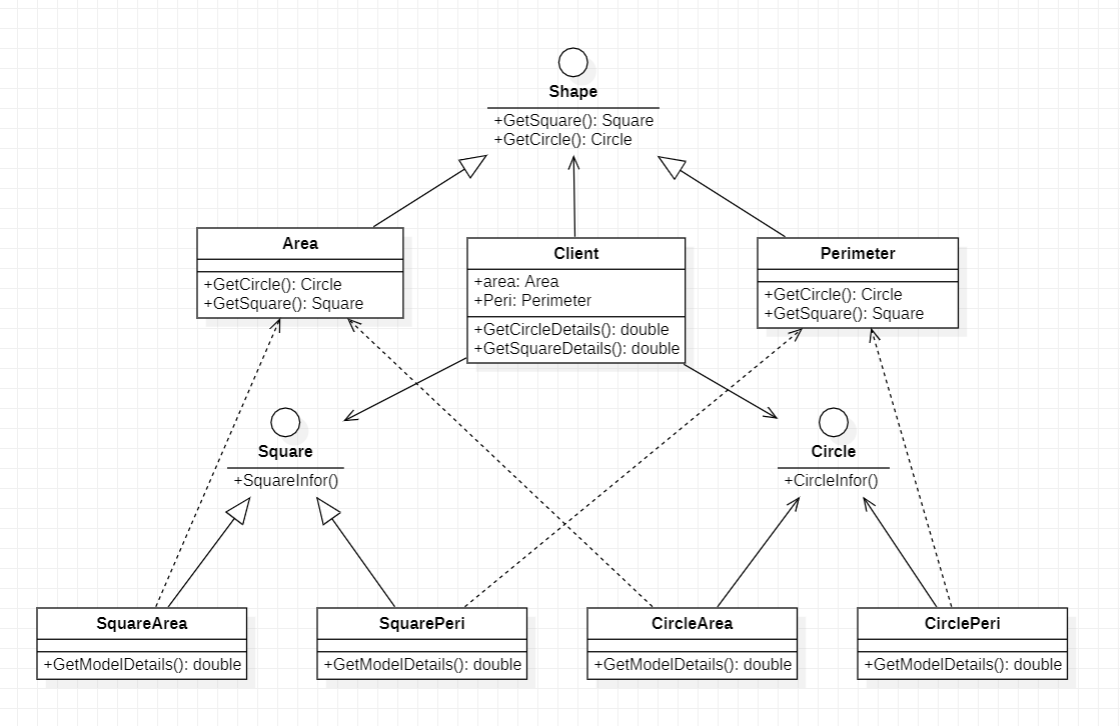 Shape
+GetSquare(): Square
+GetCircle(): Circle
Area
+GetCircle(): Circle
+GetSquare(): Square
Client
+area: Area
+Peri: Perimeter
+GetCircleDetails(): double
+GetSquareDetails(): double
Perimeter
+GetCircle(): Circle
+GetSquare(): Square
Square
+SquareInfor()
Circle
+CircleInfor()
SquareArea
+GetModelDetails(): double
SquarePeri
+GetModelDetails(): double
CircleArea
+GetModelDetails(): double
CirclePeri
+GetModelDetails(): double